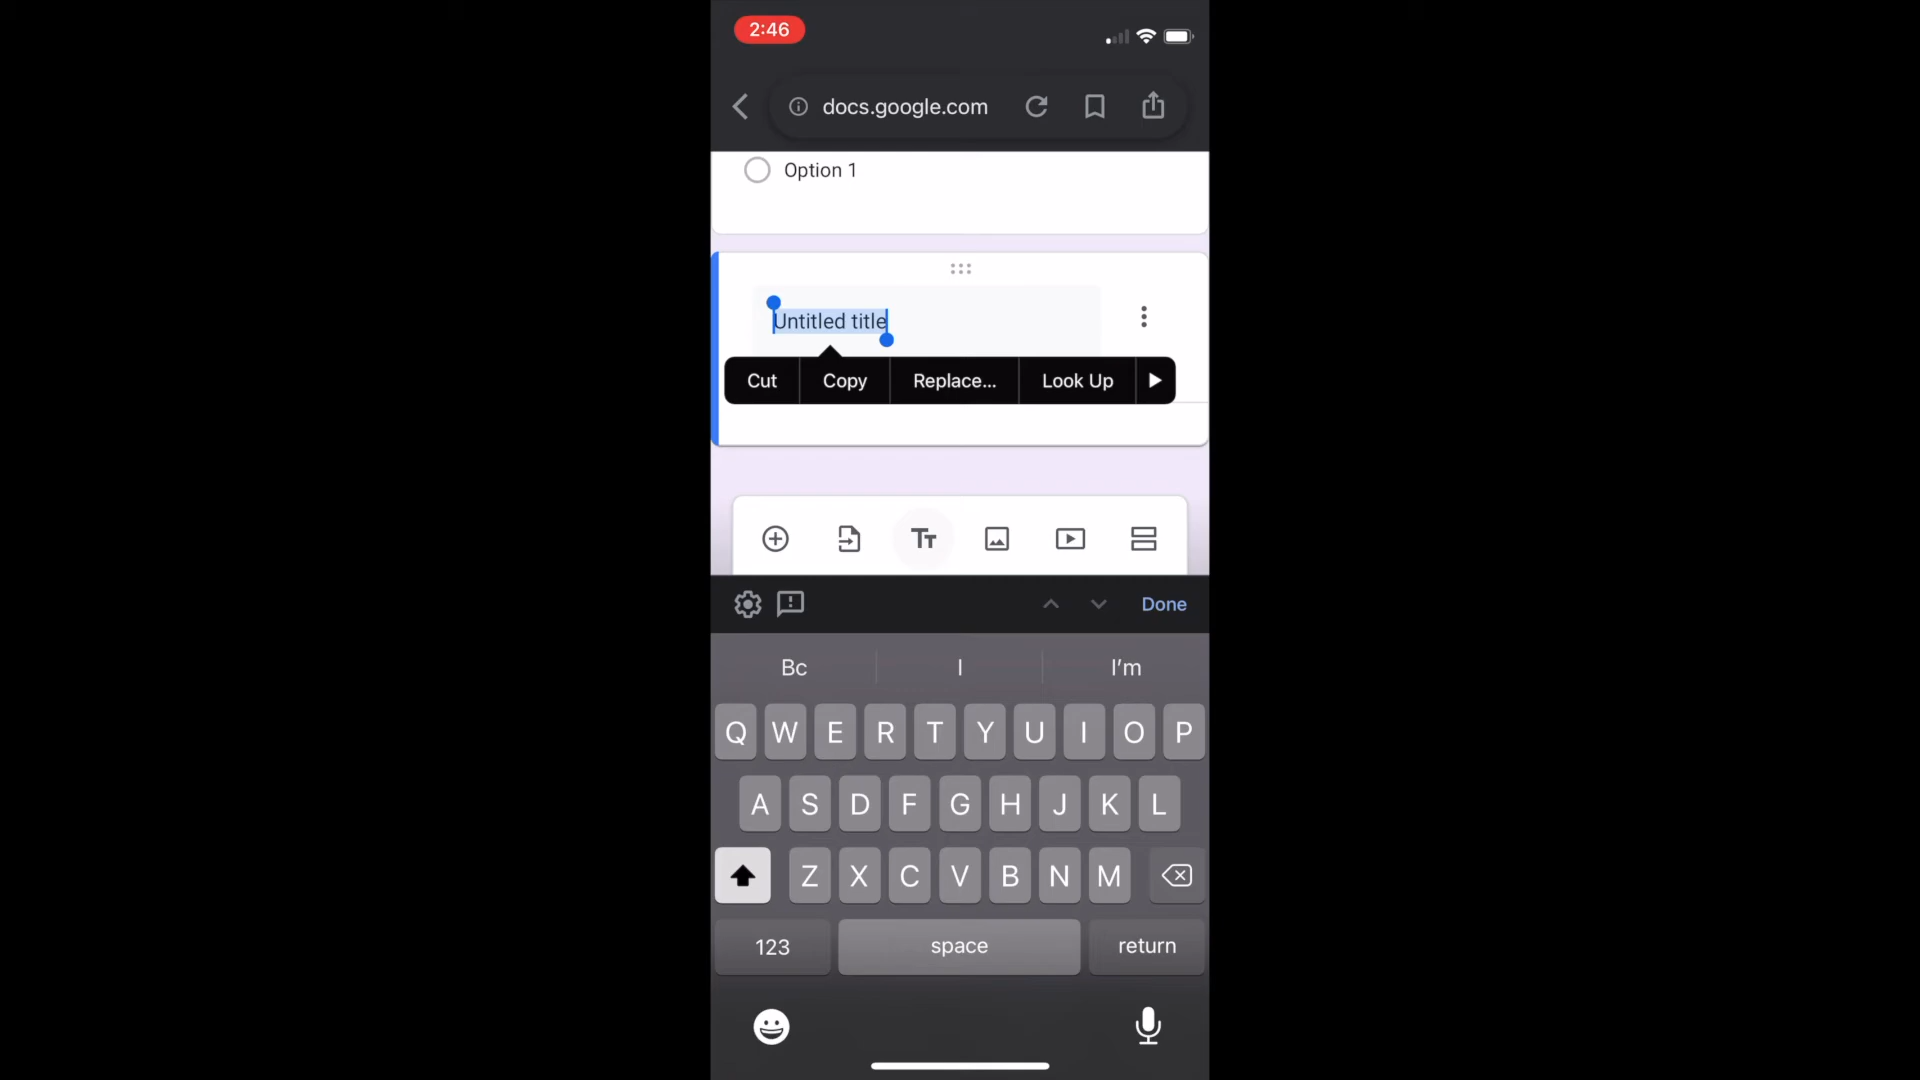 2:46
docs.google.com
Option 1
Untitled title
Cut Copy Replace... Look Up
Tт
Done
Bc I I'm
Q W E R T Y U I O P
A S D F G H J K L
Z X C V B N M
123 space return